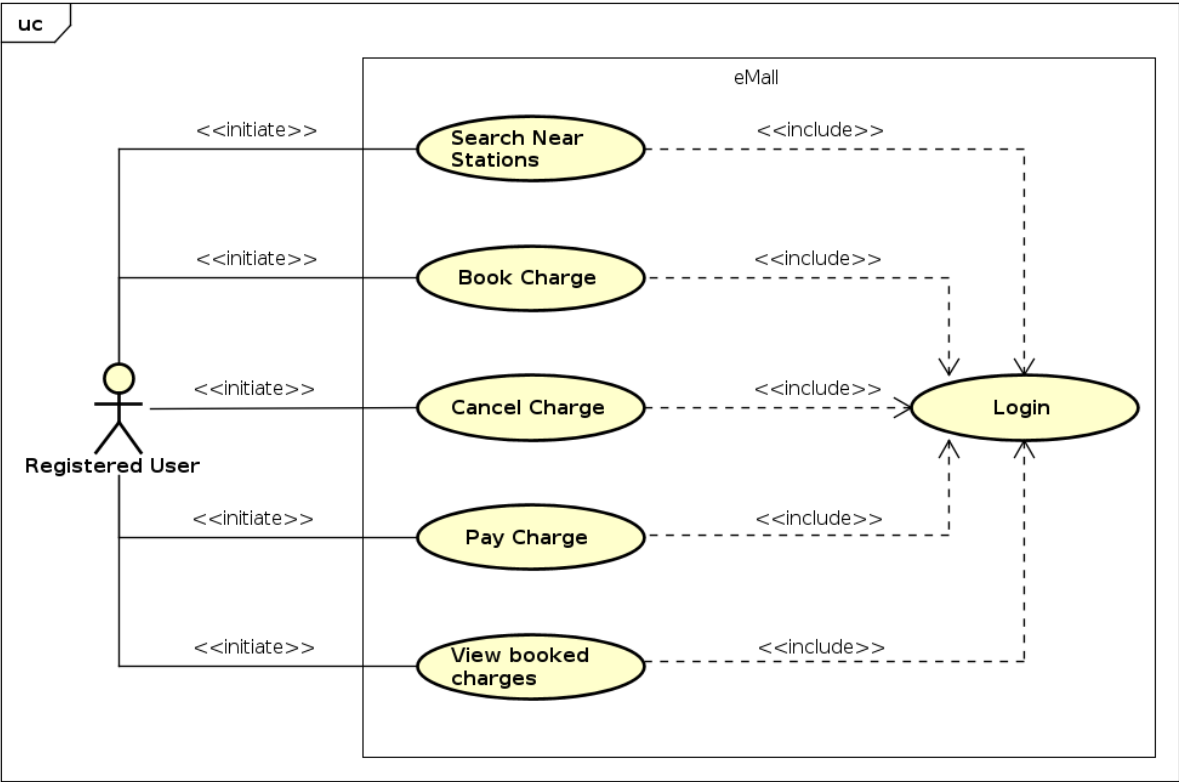 uc
eMall
<<initiate>>
Search Near
Stations
<<include>>
<<initiate>>
Book Charge
<<include>>
<<initiate>>
Cancel Charge
<<include>>
Login
Registered User
<<initiate>>
Pay Charge
<<include>>
<<initiate>>
View booked
charges
<<include>>